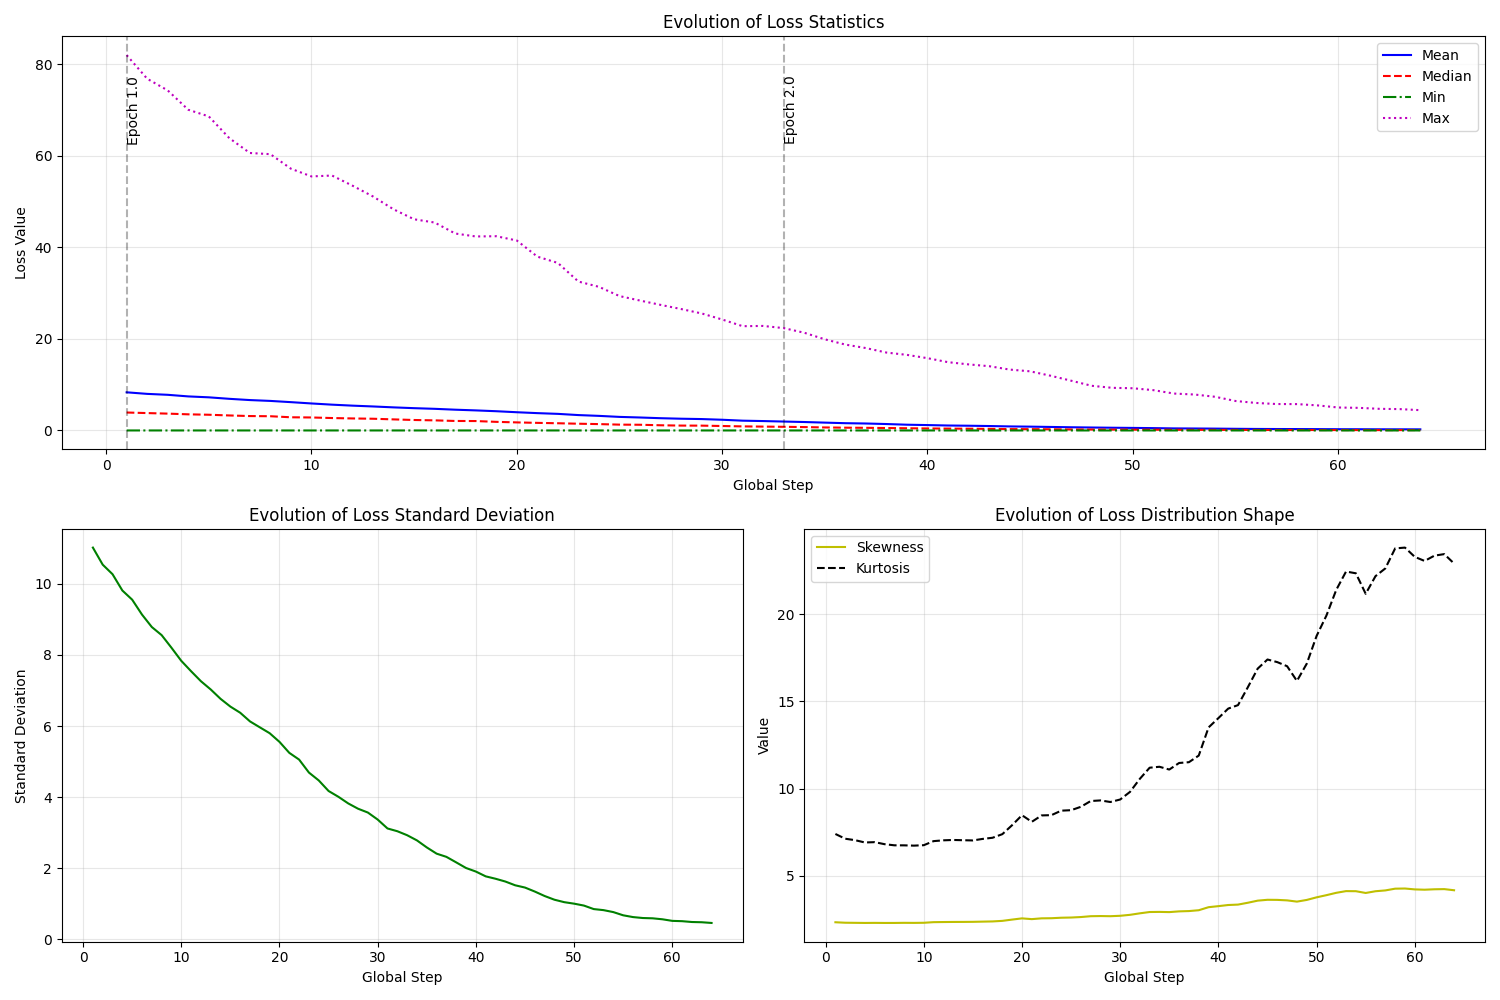 Evolution of Loss Statistics
Loss Value
80
60
40
20
0
Epoch 1.0
Epoch 2.0
Mean
Median
Min
Max
0 10 20 30 40 50 60
Global Step
Evolution of Loss Standard Deviation
Standard Deviation
10
8
6
4
2
0
0 10 20 30 40 50 60
Global Step
Evolution of Loss Distribution Shape
Value
Skewness
Kurtosis
20
15
10
5
0 10 20 30 40 50 60
Global Step